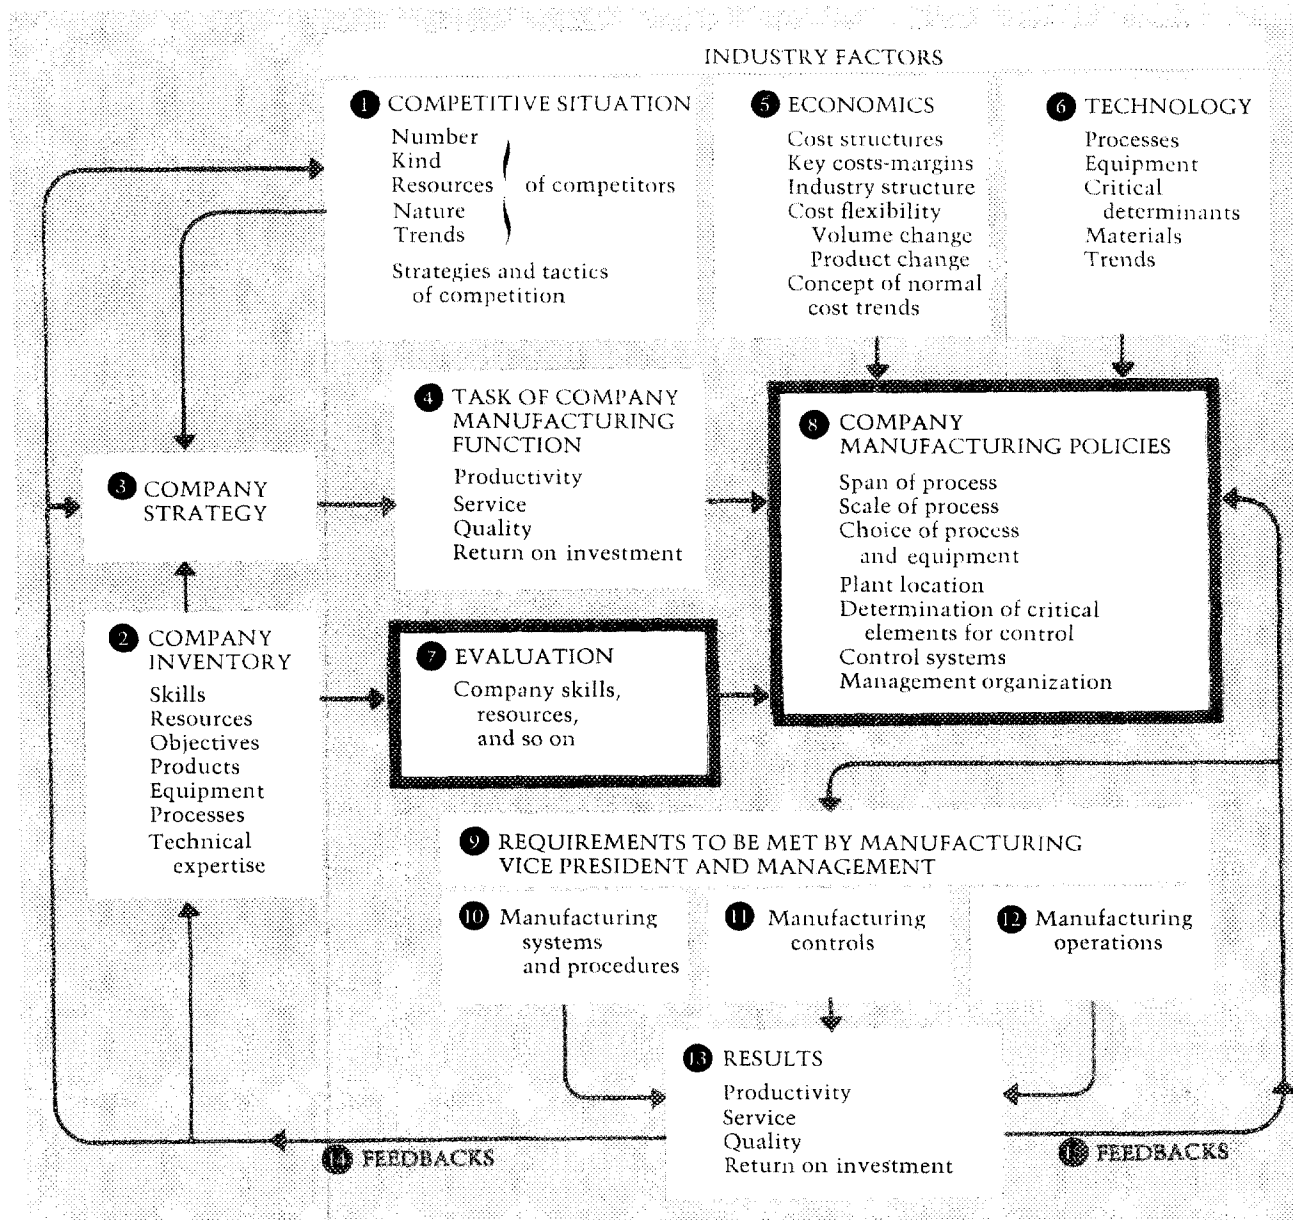 INDUSTRY FACTORS
1 COMPETITIVE SITUATION
Number
Kind
Resources
of competitors
Nature
Trends
Strategies and tactics
of competition
5 ECONOMICS
Cost structures
Key costs-margins
Industry structure
Cost flexibility
Volume change
Product change
Concept of normal
cost trends
6 TECHNOLOGY
Processes
Equipment
Critical
determinants
Materials
Trends
3 COMPANY
STRATEGY
4 TASK OF COMPANY
MANUFACTURING
FUNCTION
Productivity
Service
Quality
Return on investment
8 COMPANY
MANUFACTURING POLICIES
Span of process
Scale of process
Choice of process
and equipment
Plant location
Determination of critical
elements for control
Control systems
Management organization
2 COMPANY
INVENTORY
Skills
Resources
Objectives
Products
Equipment
Processes
Technical
expertise
7 EVALUATION
Company skills,
resources,
and so on
9 REQUIREMENTS TO BE MET BY MANUFACTURING
VICE PRESIDENT AND MANAGEMENT
10 Manufacturing
systems
and procedures
11 Manufacturing
controls
12 Manufacturing
operations
13 RESULTS
Productivity
Service
Quality
Return on investment
14 FEEDBACKS
FEEDBACKS